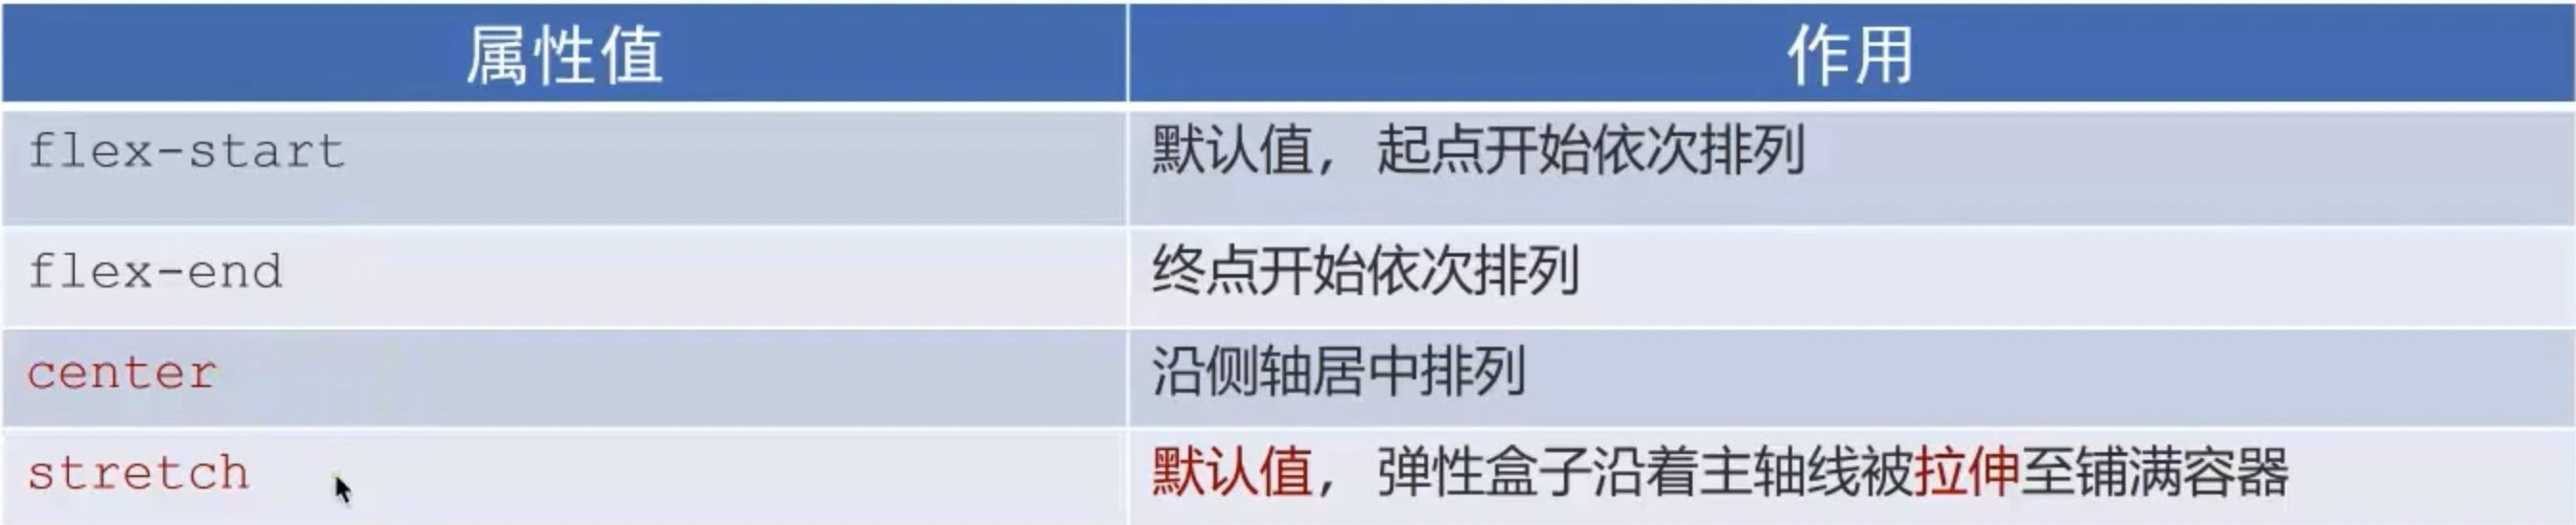 属性值 作用
flex-start 默认值，起点开始依次排列
flex-end 终点开始依次排列
center 沿侧轴居中排列
stretch 默认值，弹性盒子沿着主轴线被拉伸至铺满容器